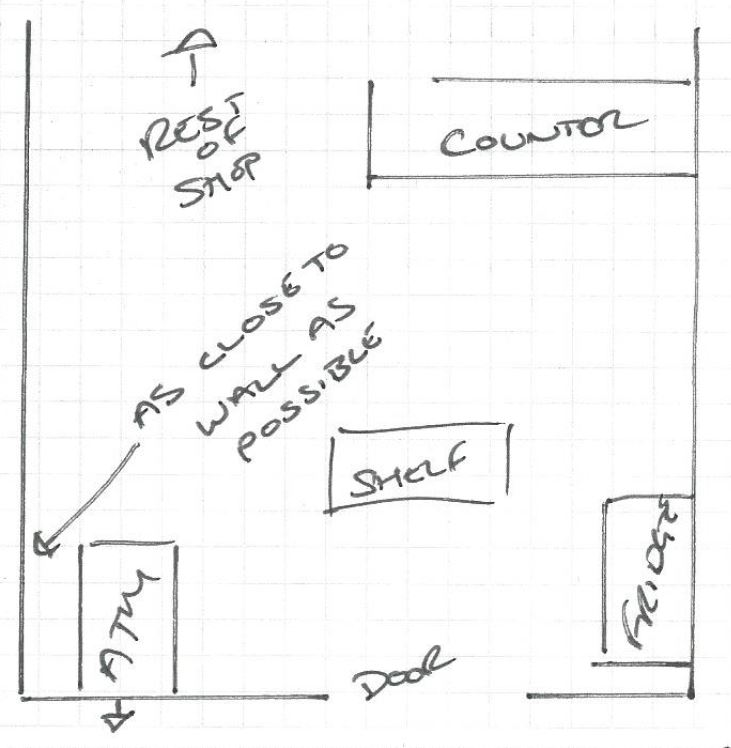 REST
OF
SHOP
COUNTOR
AS CLOSE TO
WALL AS
POSSIBLE
SHELF
FRIDGE
ATM
DOOR